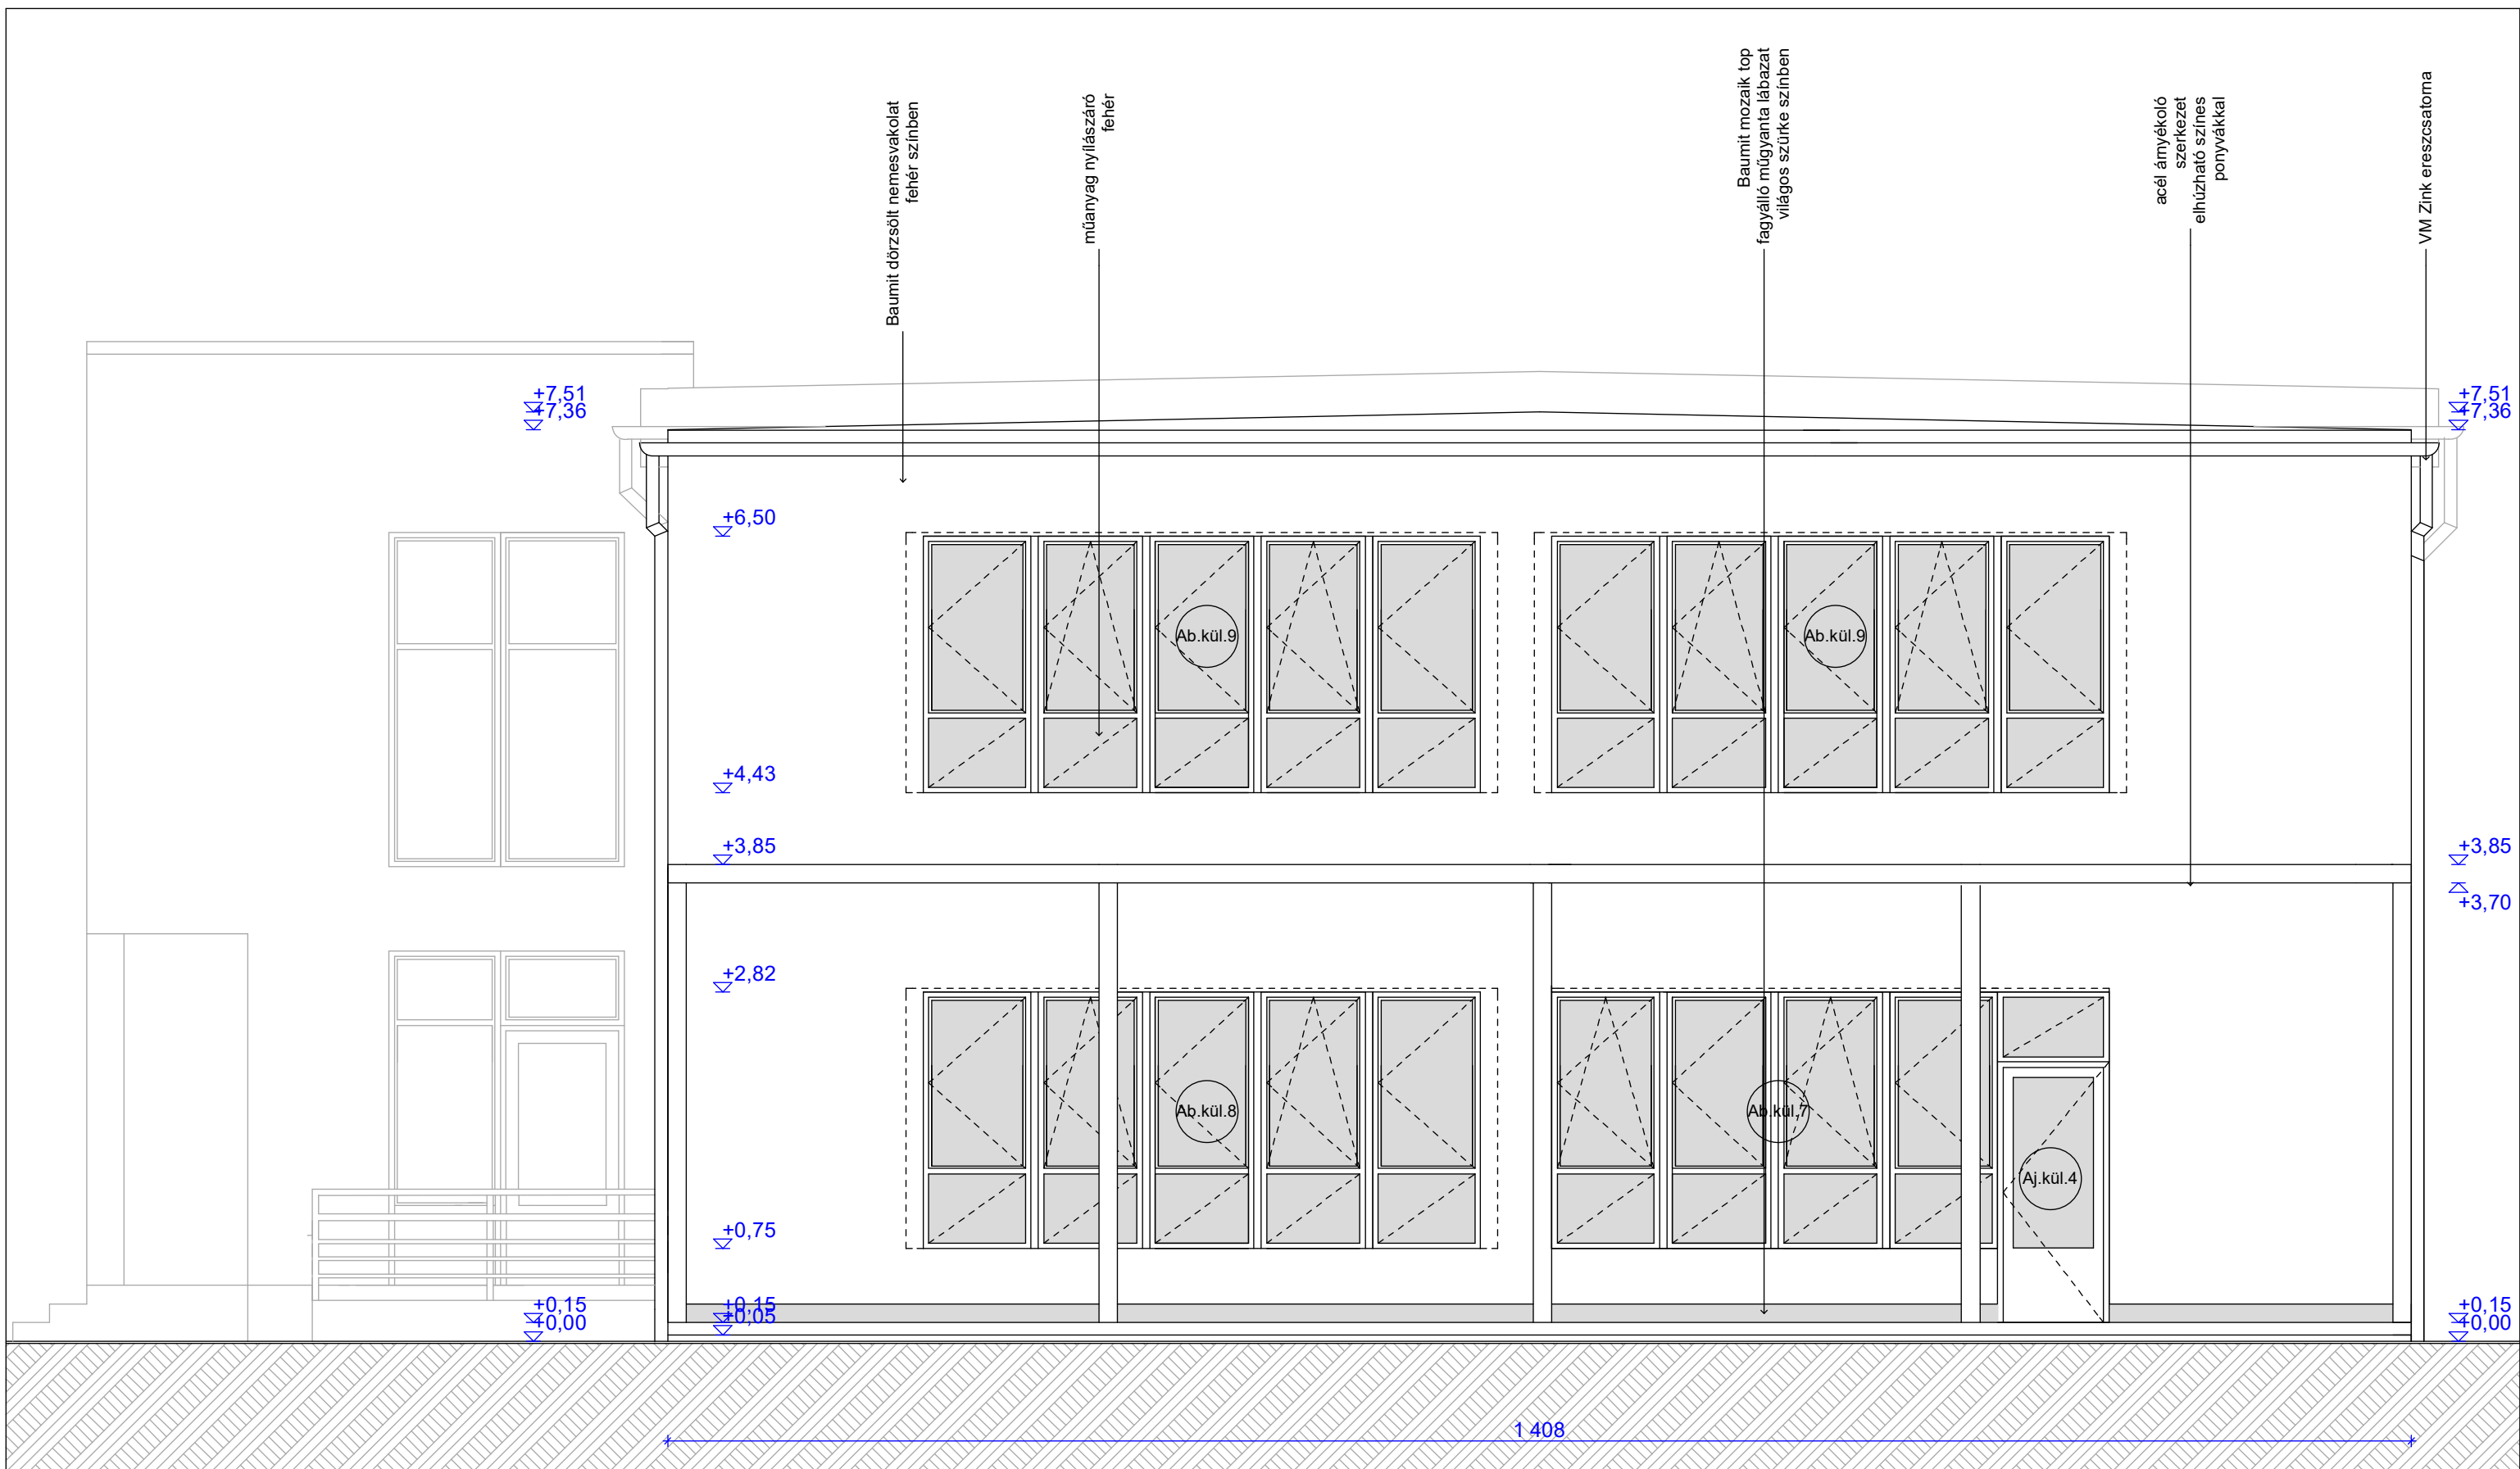 Baumit dörzsölt nemesvakolat
fehér színben
műanyag nyílászáró
fehér
Baumit mozaik top
fagyálló műgyanta lábazat
világos szürke színben
acél árnyékoló
szerkezet
elhúzható színes
ponyvákkal
VM Zink ereszcsatorna
+7,51
+7,36
+7,51
+7,36
+6,50
Ab.kül.9
Ab.kül.9
+4,43
+3,85
+3,85
+3,70
+2,82
Ab.kül.8
Ab.kül.7
Aj.kül.4
+0,75
+0,15
+0,00
+0,15
+0,05
+0,15
+0,00
1 408